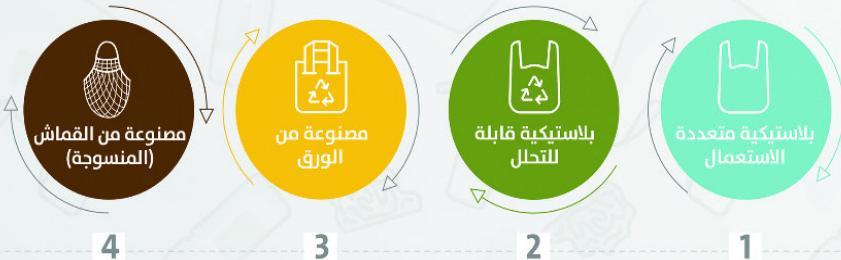 بلاستيكية متعددة
الاستعمال
1
بلاستيكية قابلة
للتحلل
2
مصنوعة من
الورق
3
مصنوعة من القماش
(المنسوجة)
4